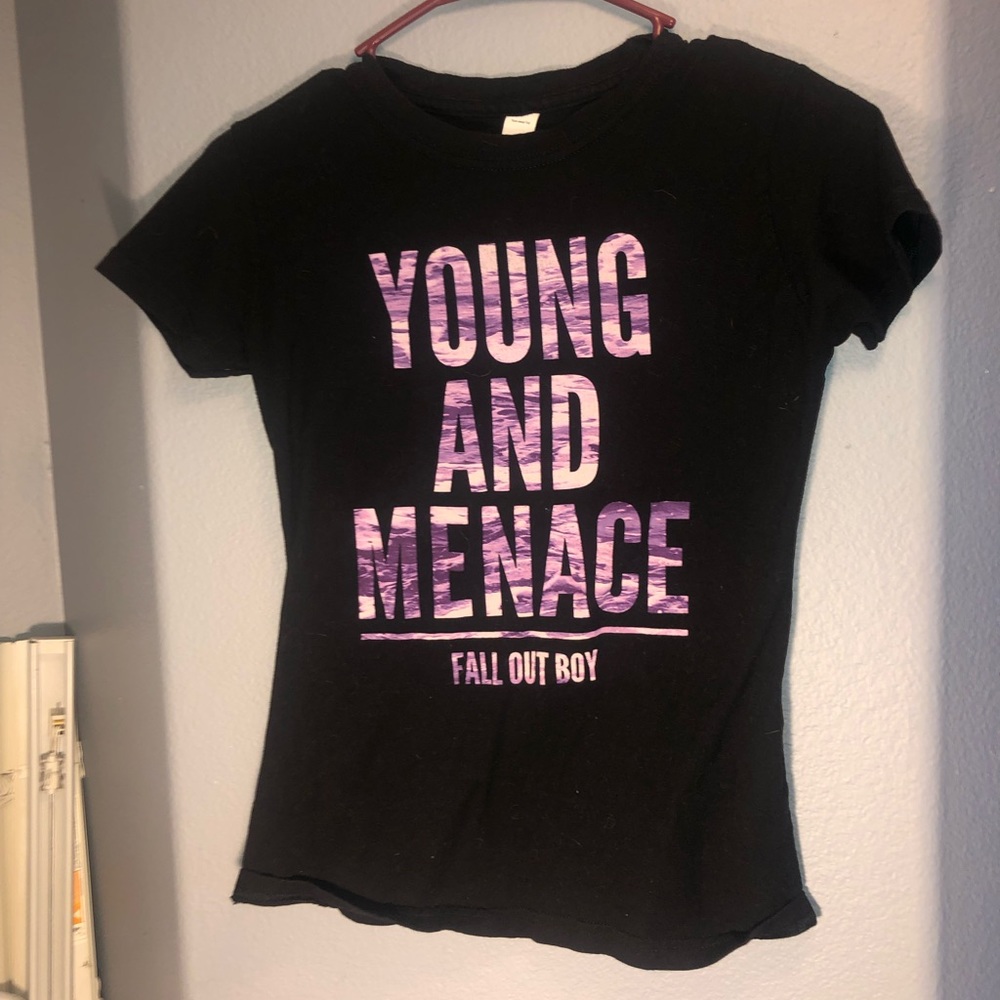 YOUNG
AND
MENACE
FALL OUT BOY